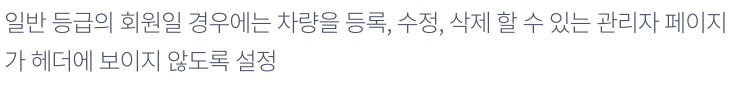 일반 등급의 회원일 경우에는 차량을 등록, 수정, 삭제 할 수 있는 관리자 페이지
가 헤더에 보이지 않도록 설정